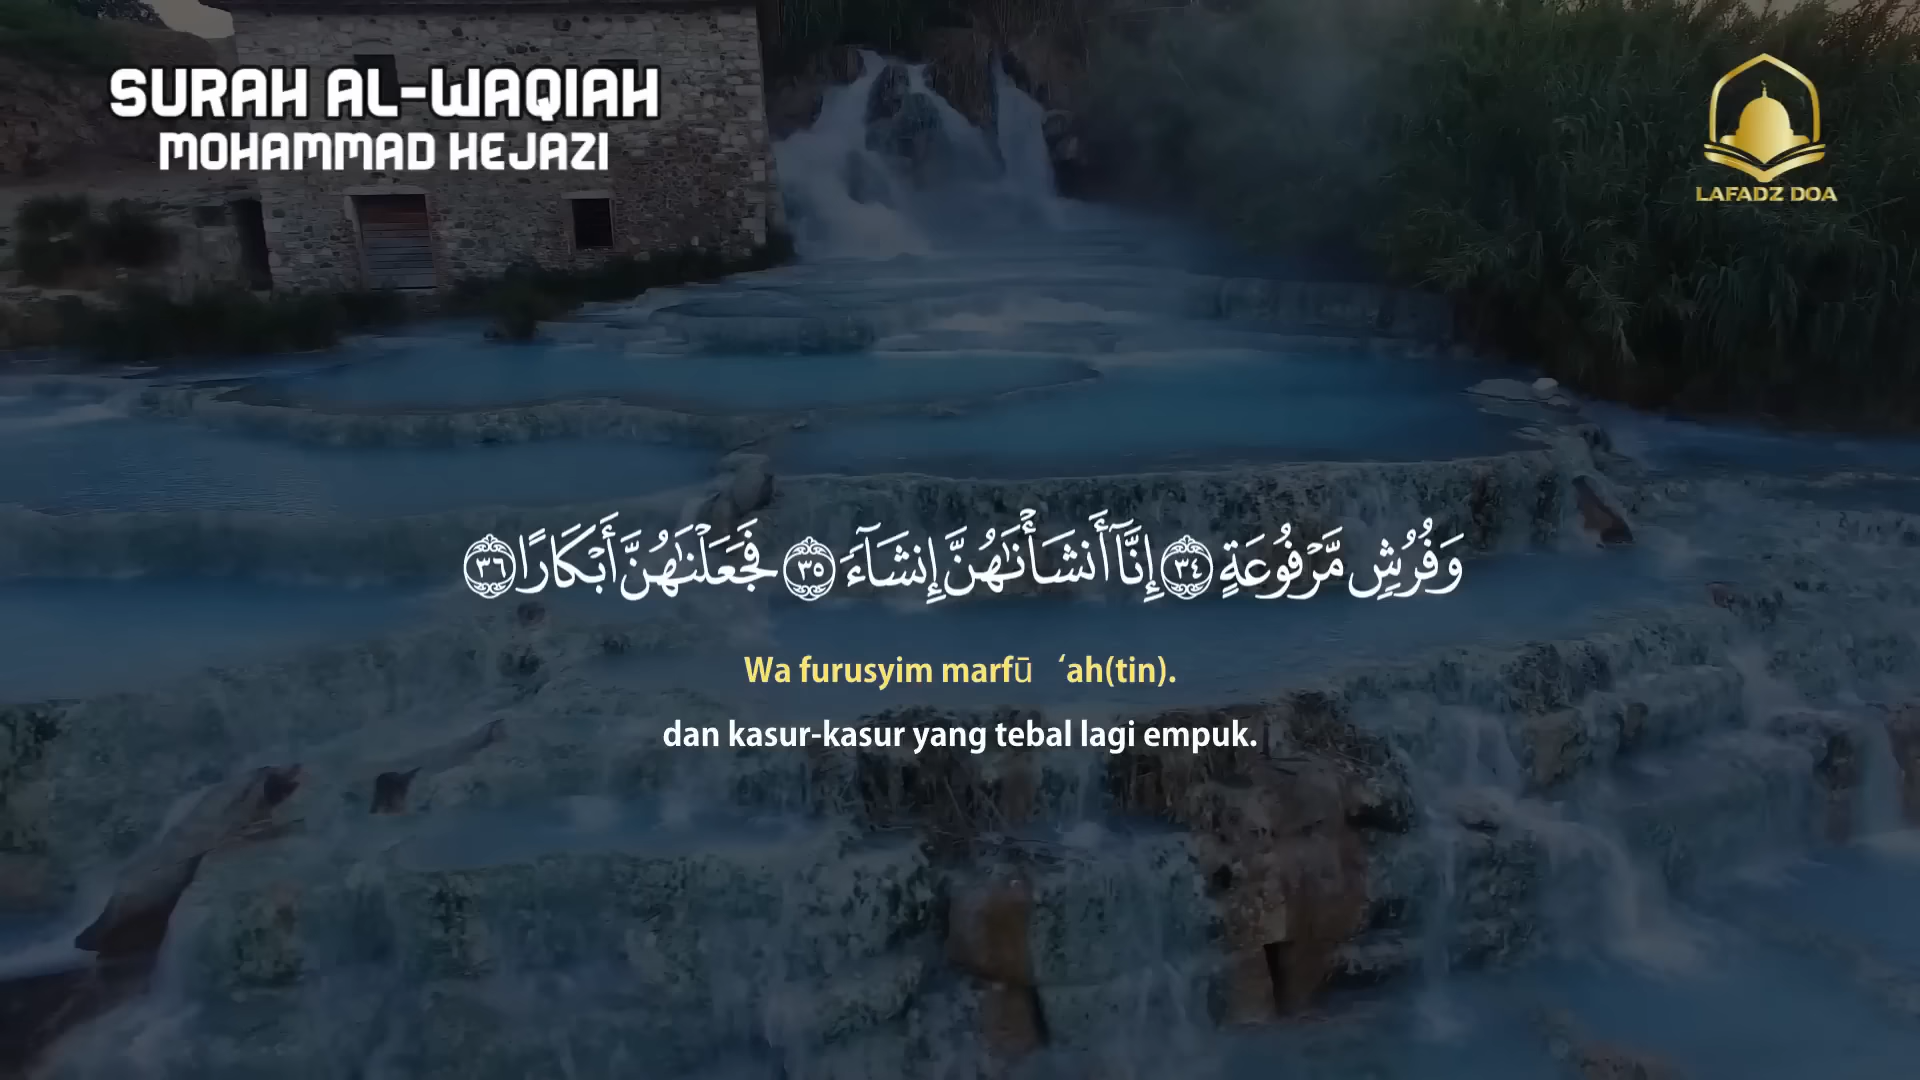 SURAH AL-WAQIAH
MOHAMMAD HEJAZI
LAFADZ DOA
وَفُرُشٍ مَّرْفُوعَةٍ ٣٤ إِنَّآ أَنشَأْنَٰهُنَّ إِنشَآءً ٣٥ فَجَعَلْنَٰهُنَّ أَبْكَارًا ٣٦
Wa furusyim marfū ‘ah(tin).
dan kasur-kasur yang tebal lagi empuk.